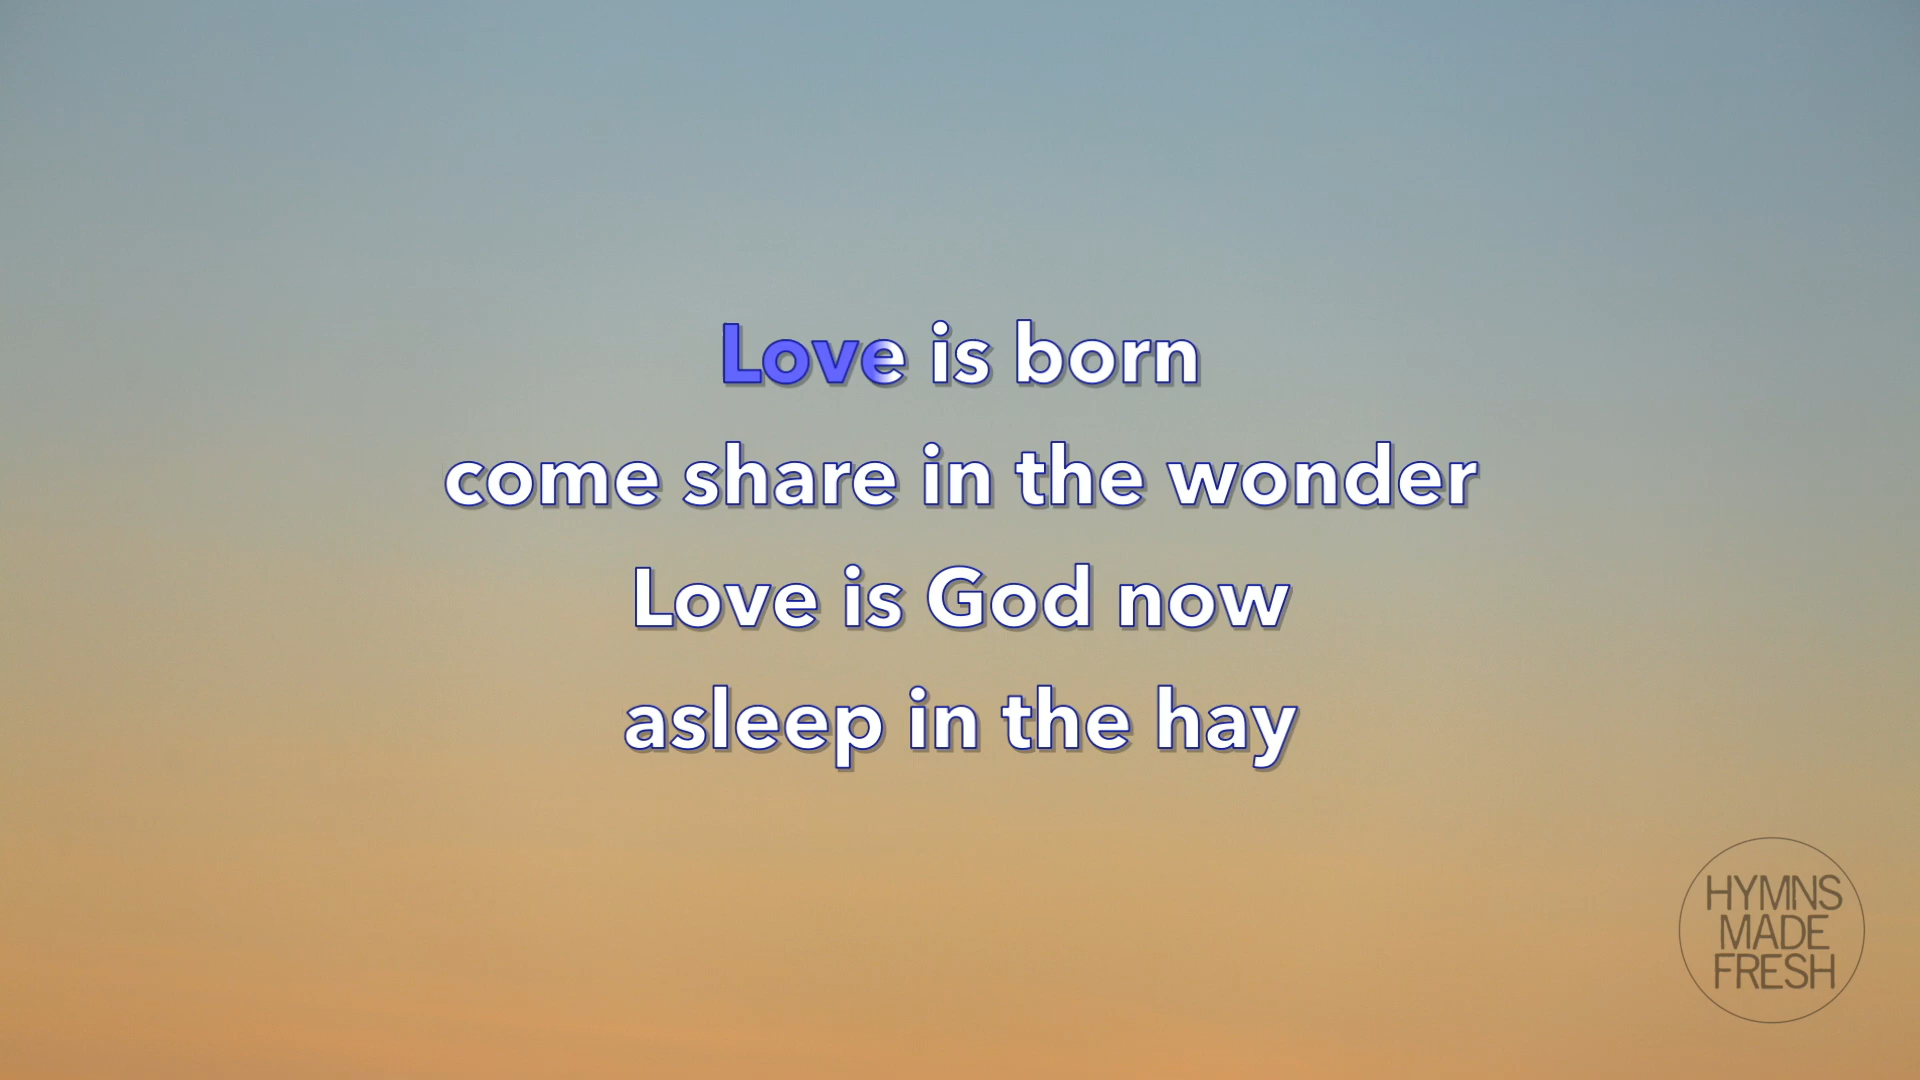 Love is born
come share in the wonder
Love is God now
asleep in the hay
HYMNS
MADE
FRESH